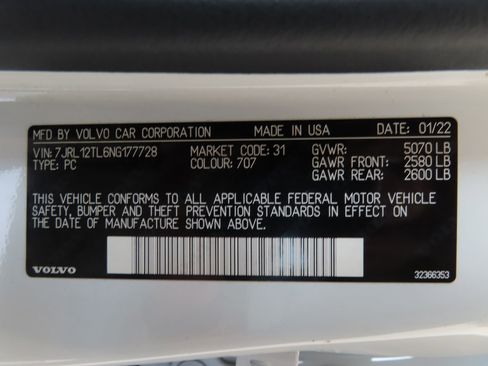 MFD BY VOLVO CAR CORPORATION MADE IN USA DATE: 01/22
VIN: 7JRL12TL6NG177728 MARKET CODE: 31 GVWR: 5070 LB
TYPE: PC COLOUR: 707 GAWR FRONT: 2580 LB
GAWR REAR: 2600 LB
THIS VEHICLE CONFORMS TO ALL APPLICABLE FEDERAL MOTOR VEHICLE
SAFETY, BUMPER AND THEFT PREVENTION STANDARDS IN EFFECT ON
THE DATE OF MANUFACTURE SHOWN ABOVE.
VOLVO 32366353